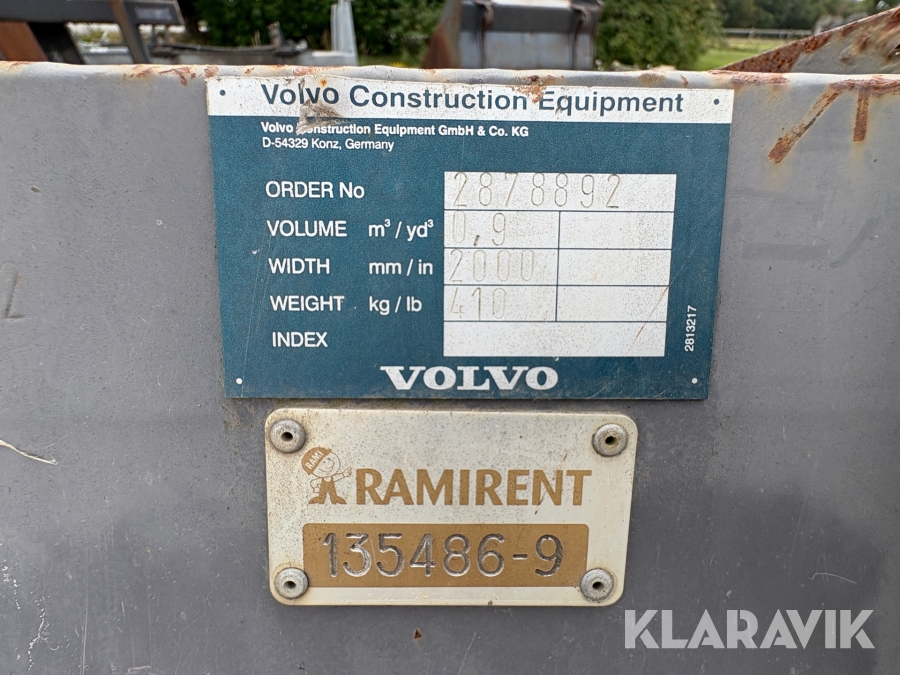 Volvo Construction Equipment
Volvo Construction Equipment GmbH & Co. KG
D-54329 Konz, Germany
ORDER No 2878892
VOLUME m³ / yd³ 0,9
WIDTH mm / in 2000
WEIGHT kg / lb 410
INDEX
2813217
VOLVO
RAMI
RAMIRENT
135486-9
KLARAVIK